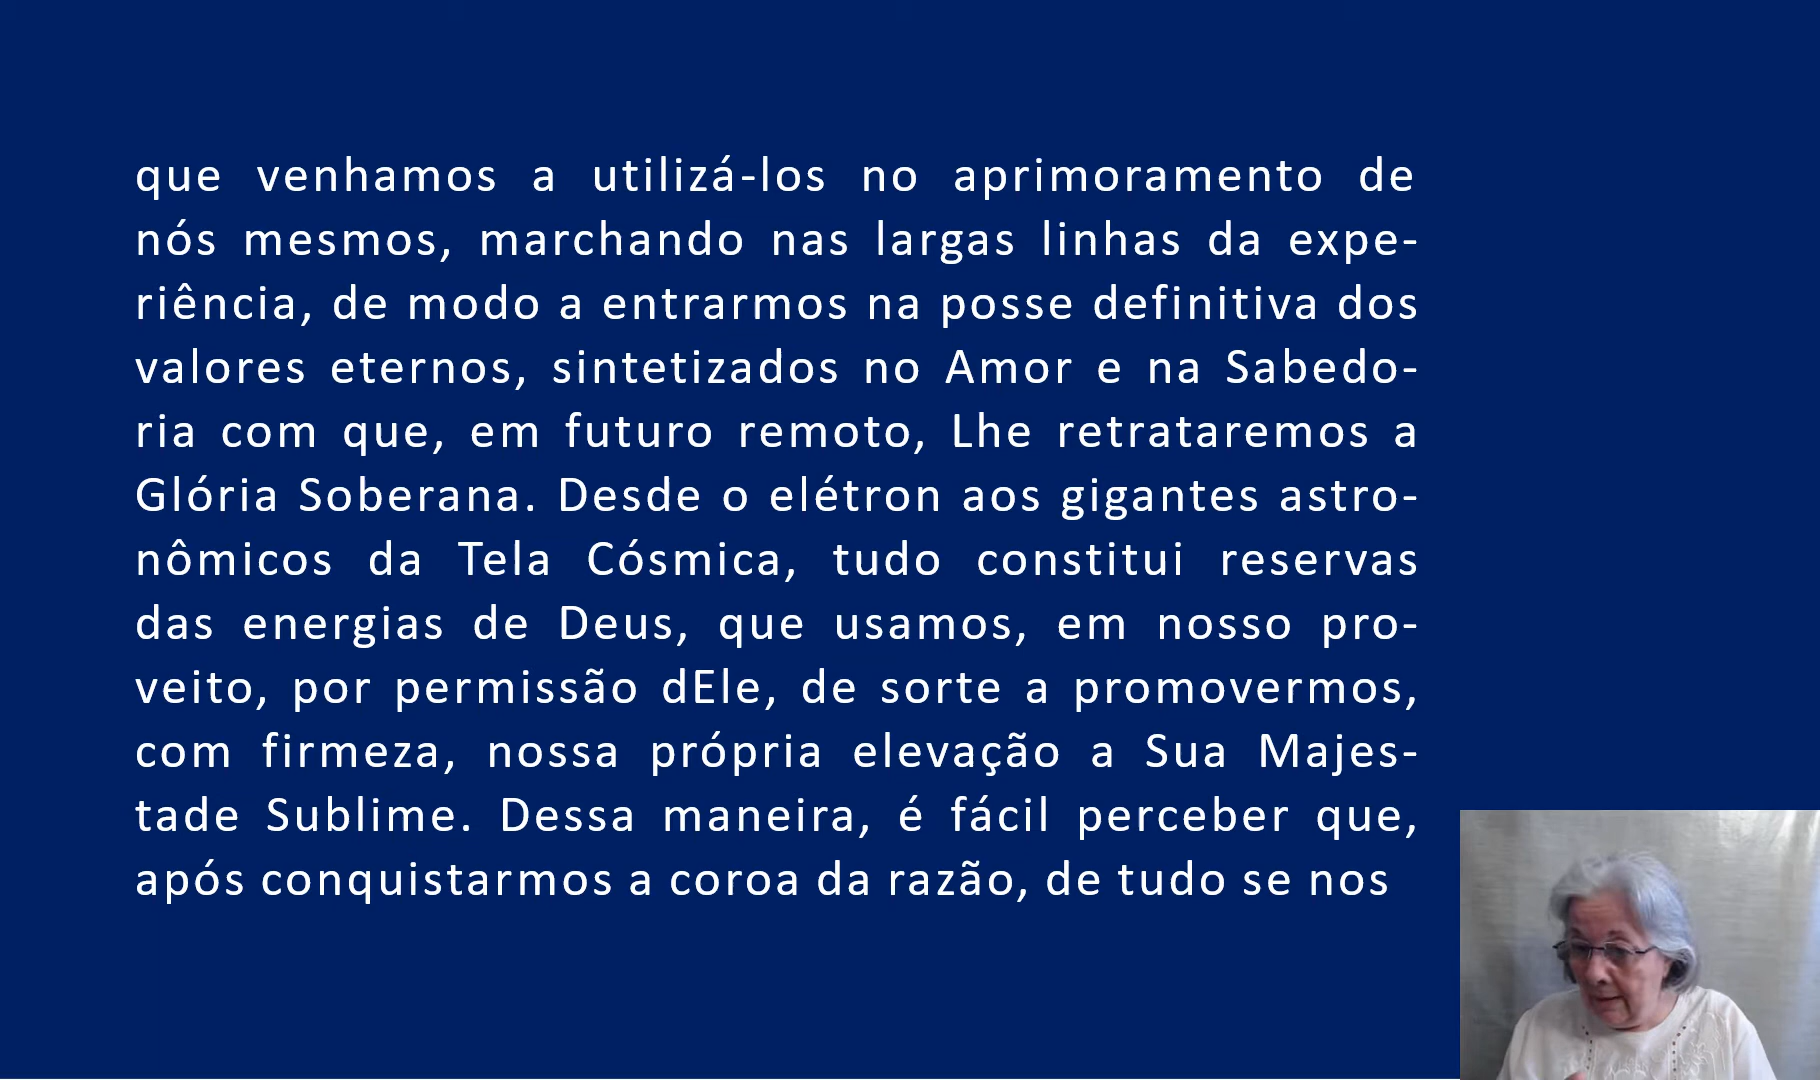 que venhamos a utilizá-los no aprimoramento de
nós mesmos, marchando nas largas linhas da expe-
riência, de modo a entrarmos na posse definitiva dos
valores eternos, sintetizados no Amor e na Sabedo-
ria com que, em futuro remoto, Lhe retrataremos a
Glória Soberana. Desde o elétron aos gigantes astro-
nômicos da Tela Cósmica, tudo constitui reservas
das energias de Deus, que usamos, em nosso pro-
veito, por permissão dEle, de sorte a promovermos,
com firmeza, nossa própria elevação a Sua Majes-
tade Sublime. Dessa maneira, é fácil perceber que,
após conquistarmos a coroa da razão, de tudo se nos